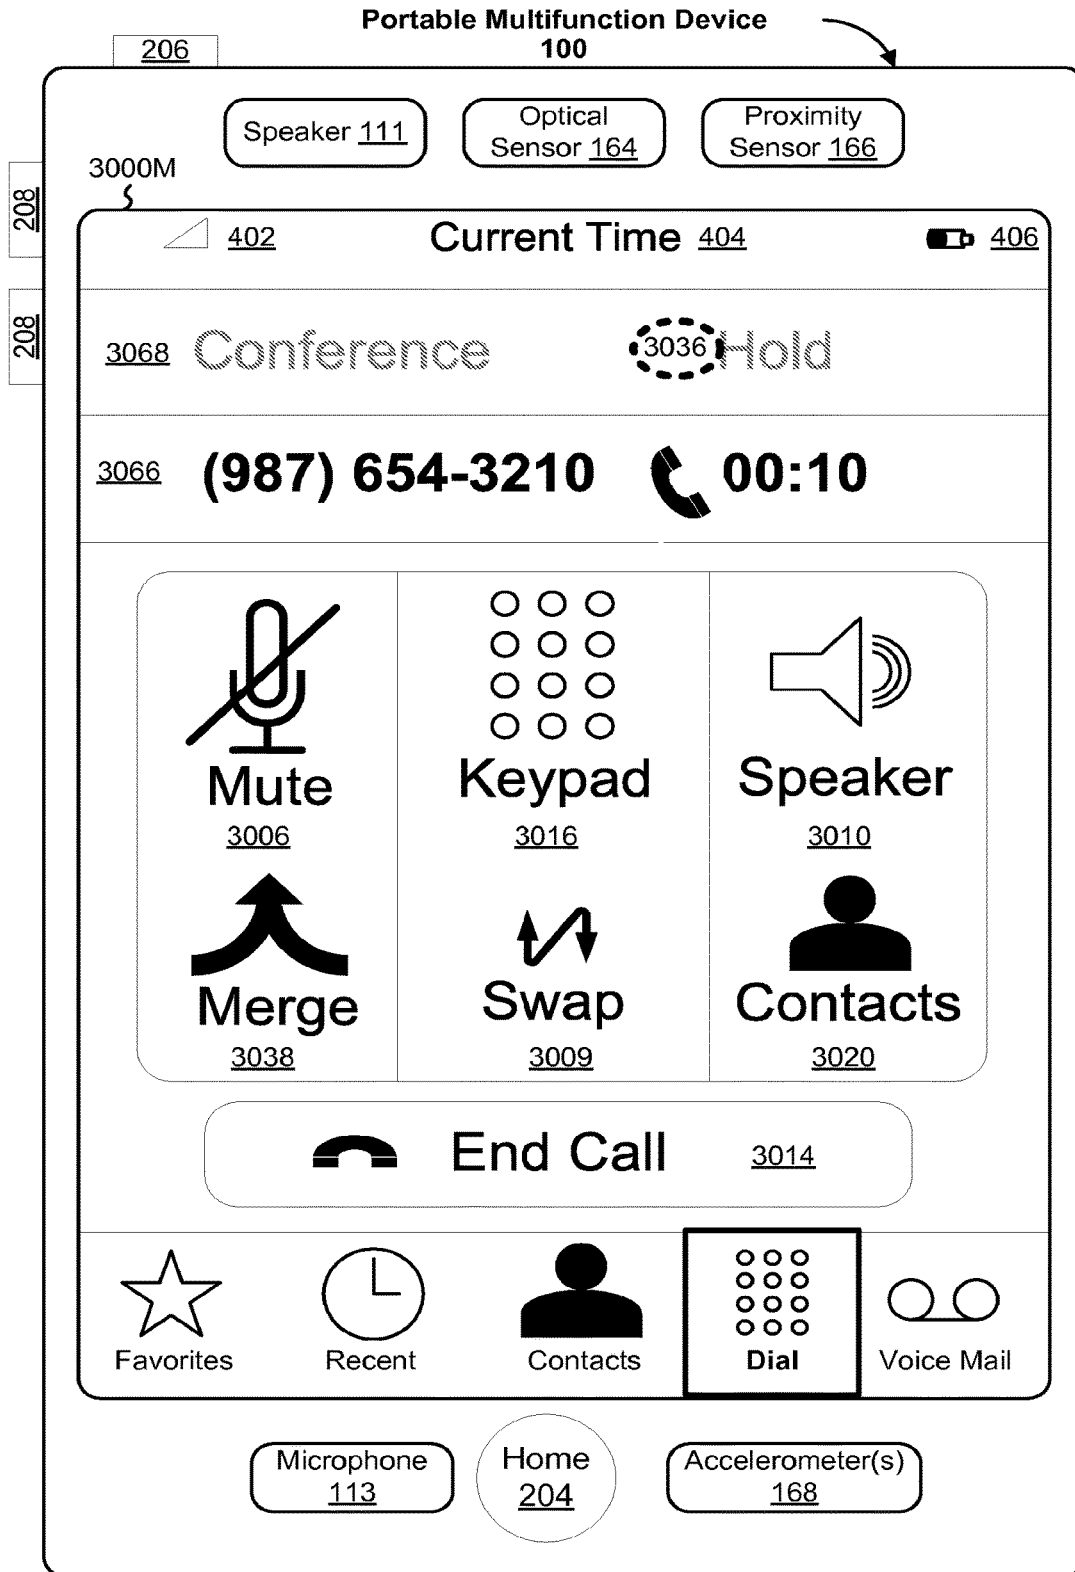 Portable Multifunction Device
100
206
Speaker 111
Optical
Sensor 164
Proximity
Sensor 166
3000M
208
208
402
Current Time 404
406
3068 Conference
3036 Hold
3066 (987) 654-3210 00:10
Mute
3006
Keypad
3016
Speaker
3010
Merge
3038
Swap
3009
Contacts
3020
End Call 3014
Favorites
Recent
Contacts
Dial
Voice Mail
Microphone
113
Home
204
Accelerometer(s)
168